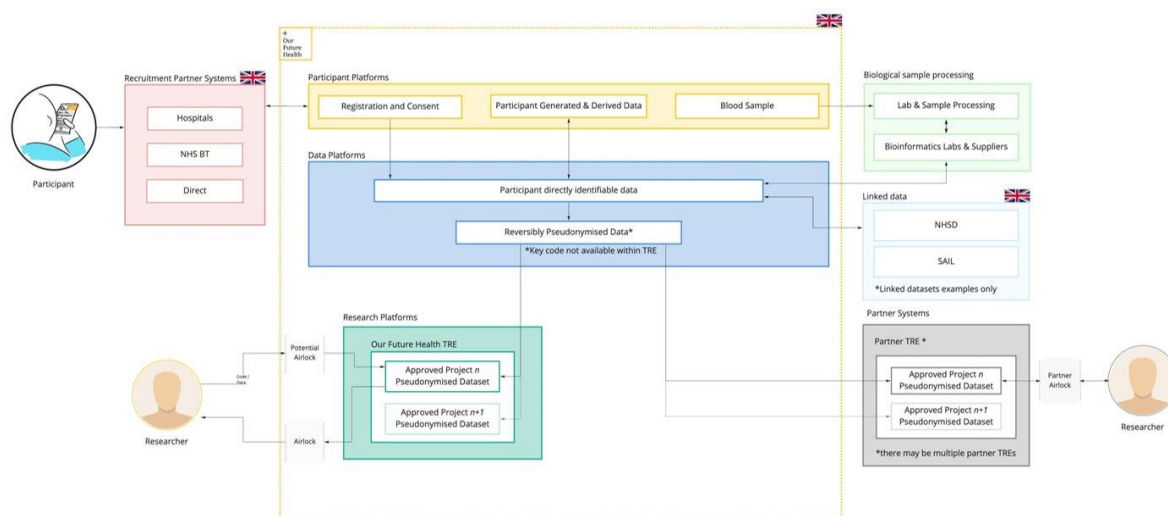 +
Our
Future
Health
Recruitment Partner Systems
Hospitals
NHS BT
Direct
Participant
Participant Platforms
Registration and Consent
Participant Generated & Derived Data
Blood Sample
Biological sample processing
Lab & Sample Processing
Bioinformatics Labs & Suppliers
Data Platforms
Participant directly identifiable data
Reversibly Pseudonymised Data*
*Key code not available within TRE
Linked data
NHSD
SAIL
*Linked datasets examples only
Research Platforms
Our Future Health TRE
Approved Project n
Pseudonymised Dataset
Approved Project n+1
Pseudonymised Dataset
Potential
Airlock
Code /
Data
Airlock
Researcher
Partner Systems
Partner TRE *
Approved Project n
Pseudonymised Dataset
Approved Project n+1
Pseudonymised Dataset
*there may be multiple partner TREs
Partner
Airlock
Researcher